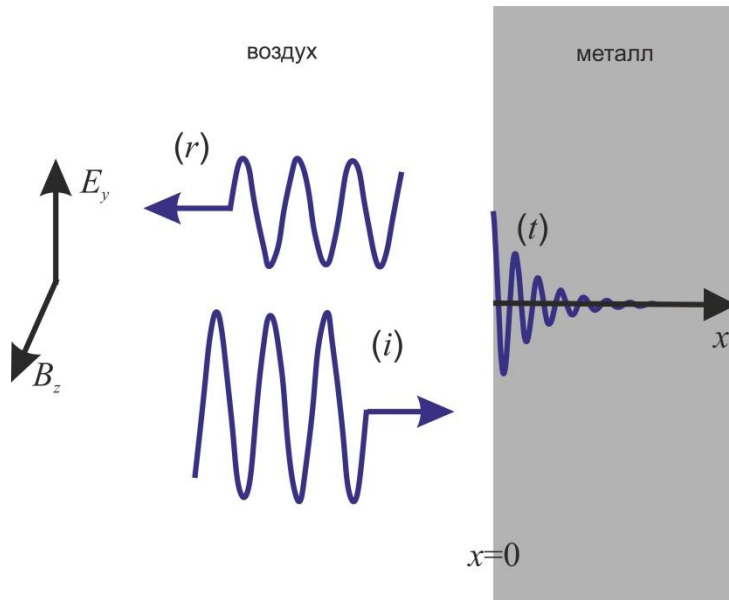 воздух
металл
(r)
E_y
(t)
(i)
x
B_z
x=0